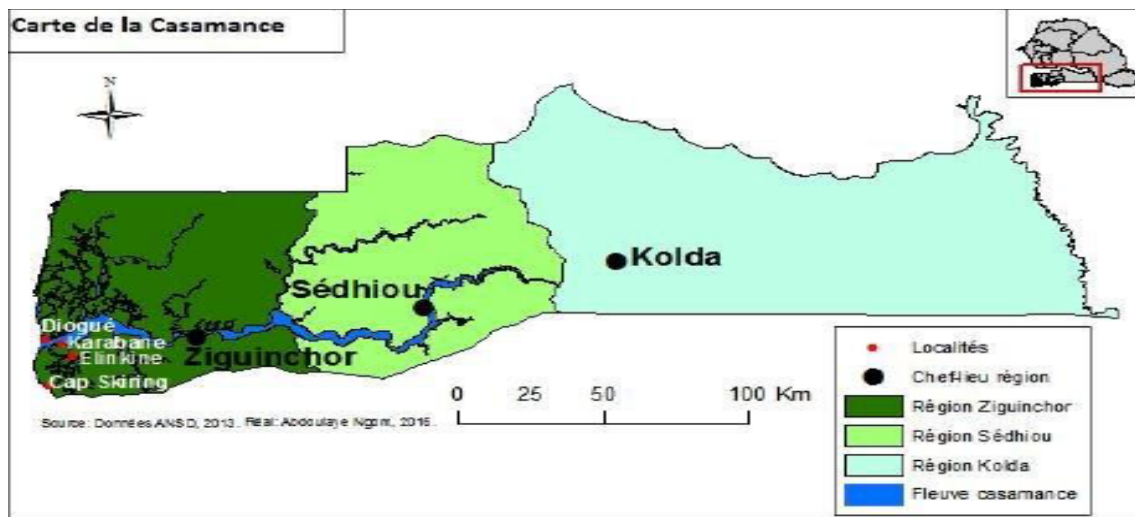 Carte de la Casamance
N
Kolda
Sédhiou
Diogué
Karabane
Elinkine
Ziguinchor
Cap Skiring
0 25 50 100 Km
Source: Données ANSD, 2013. Réal: Abdoulaye Ngom, 2016.
Localités
Chef-lieu région
Région Ziguinchor
Région Sédhiou
Région Kolda
Fleuve casamance